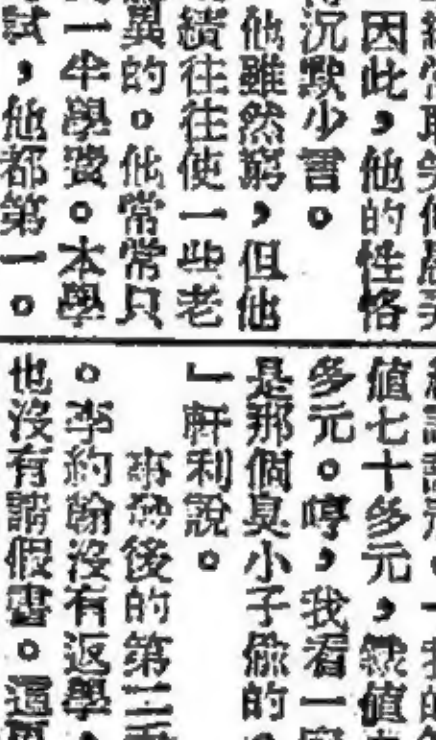 因此，他的性格
沉默少言。
他雖然窮，但他
績往往使一些老
異的。他常常只
一半學費。本學
試，他都第一。
值七十多元，
多元。哼，我看一
是那個臭小子偷的
」軒利說。
事發後的第二
。李約翰沒有返學，
也沒有請假書。這